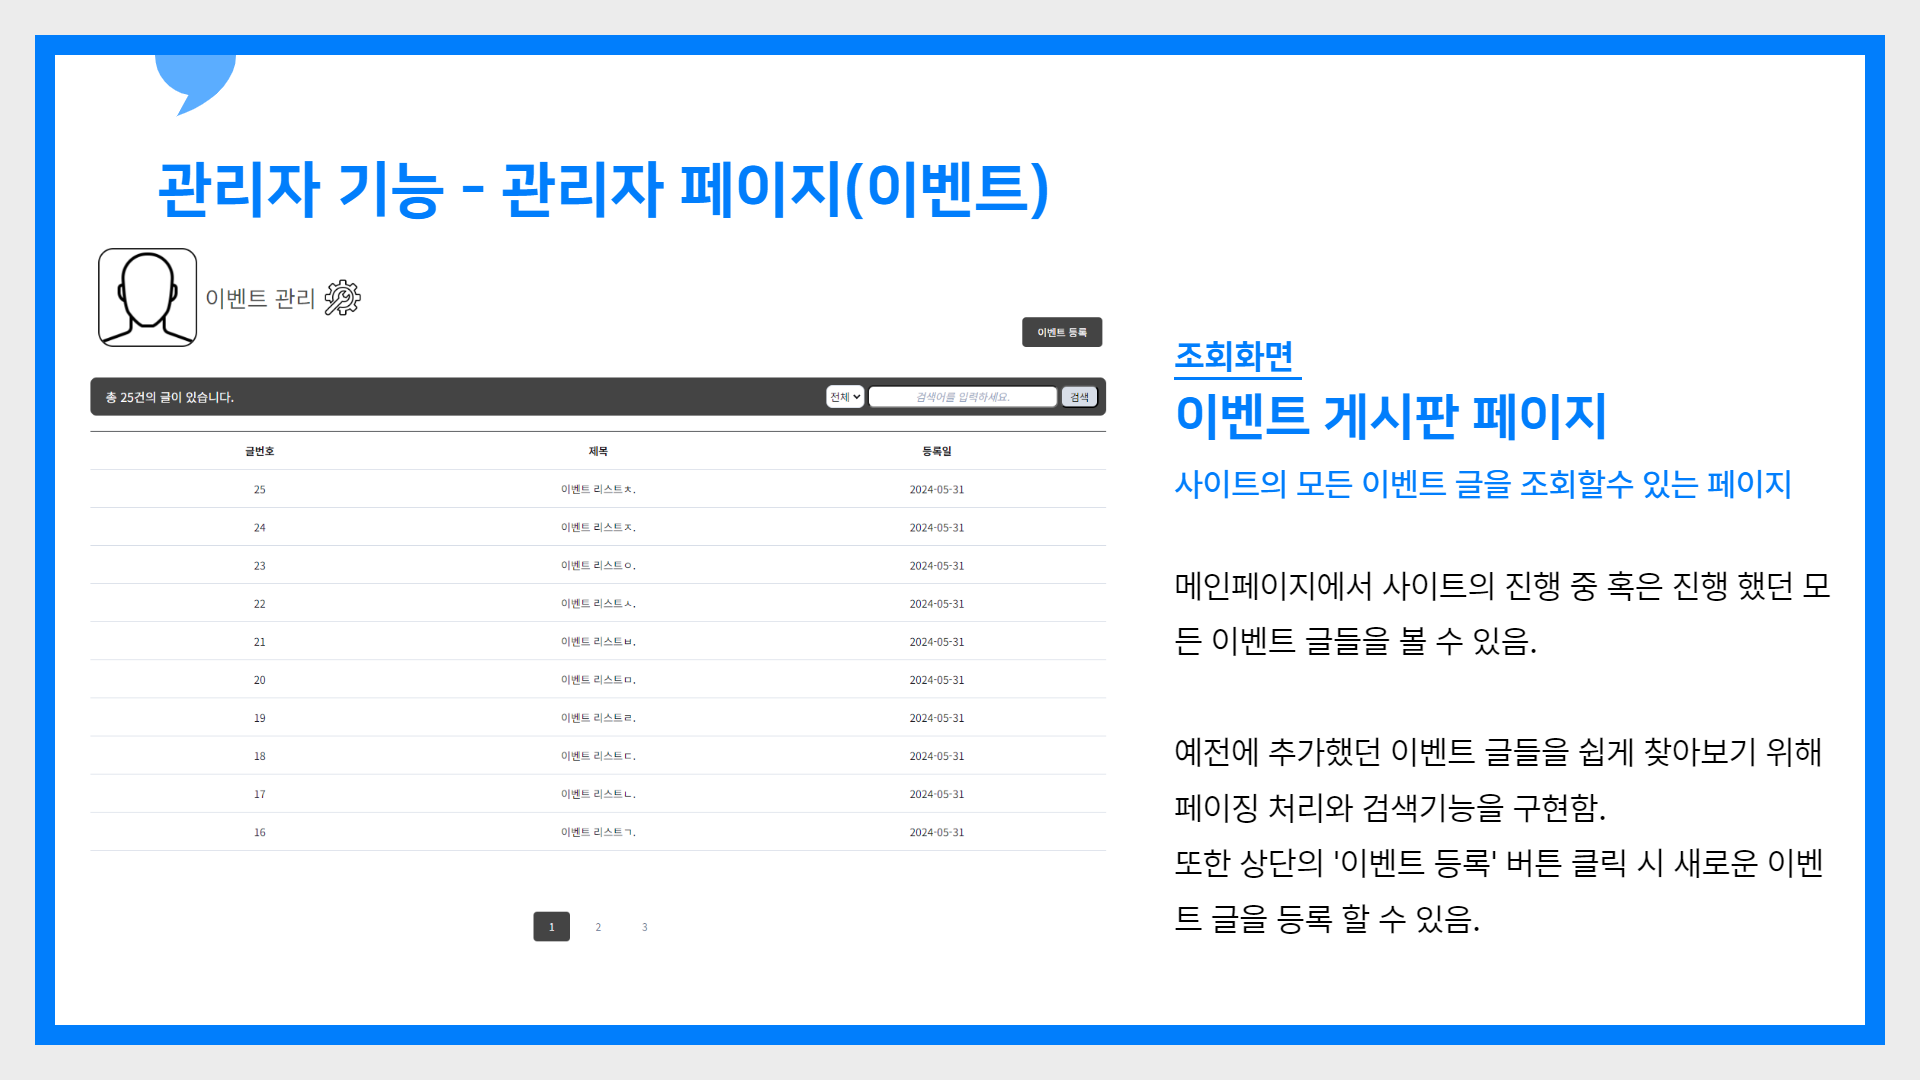 관리자 기능 - 관리자 페이지(이벤트)
이벤트 관리
이벤트 등록
총 25건의 글이 있습니다.
전체 검색어를 입력하세요. 검색
글번호 제목 등록일
25 이벤트 리스트ㅊ. 2024-05-31
24 이벤트 리스트ㅈ. 2024-05-31
23 이벤트 리스트ㅇ. 2024-05-31
22 이벤트 리스트ㅅ. 2024-05-31
21 이벤트 리스트ㅂ. 2024-05-31
20 이벤트 리스트ㅁ. 2024-05-31
19 이벤트 리스트ㄹ. 2024-05-31
18 이벤트 리스트ㄷ. 2024-05-31
17 이벤트 리스트ㄴ. 2024-05-31
16 이벤트 리스트ㄱ. 2024-05-31
1 2 3
조회화면
이벤트 게시판 페이지
사이트의 모든 이벤트 글을 조회할수 있는 페이지
메인페이지에서 사이트의 진행 중 혹은 진행 했던 모
든 이벤트 글들을 볼 수 있음.
예전에 추가했던 이벤트 글들을 쉽게 찾아보기 위해
페이징 처리와 검색기능을 구현함.
또한 상단의 '이벤트 등록' 버튼 클릭 시 새로운 이벤
트 글을 등록 할 수 있음.